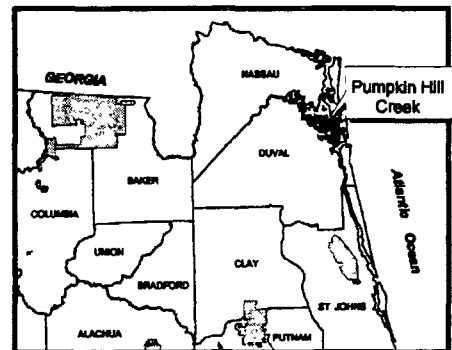 GEORGIA
NASSAU
Pumpkin Hill
Creek
DUVAL
BAKER
COLUMBIA
Atlantic Ocean
UNION
CLAY
BRADFORD
ST JOHNS
ALACHUA
PUTNAM